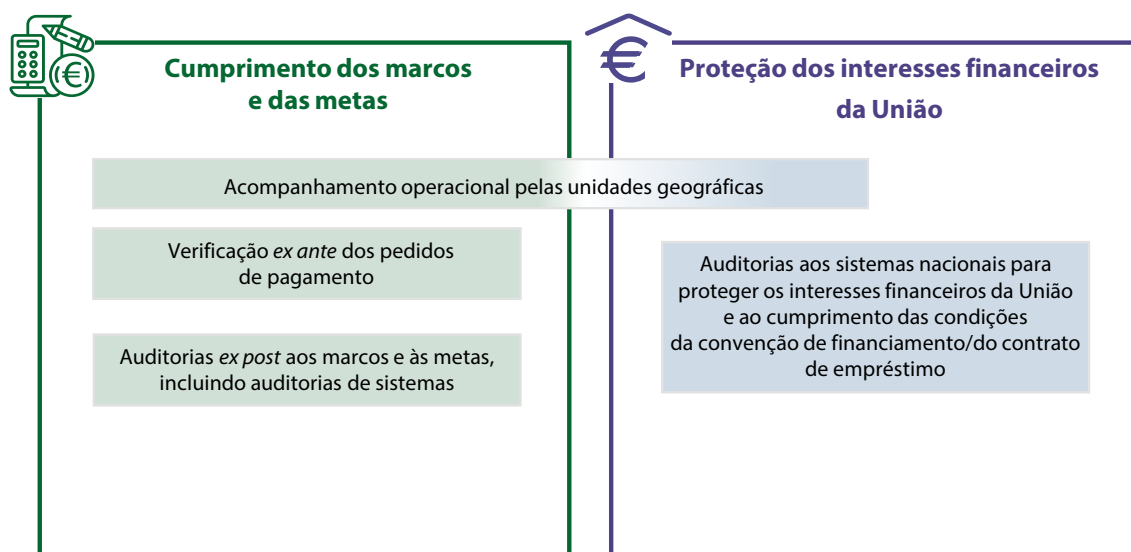 Cumprimento dos marcos
e das metas
Proteção dos interesses financeiros
da União
Acompanhamento operacional pelas unidades geográficas
Verificação ex ante dos pedidos
de pagamento
Auditorias ex post aos marcos e às metas,
incluindo auditorias de sistemas
Auditorias aos sistemas nacionais para
proteger os interesses financeiros da União
e ao cumprimento das condições
da convenção de financiamento/do contrato
de empréstimo